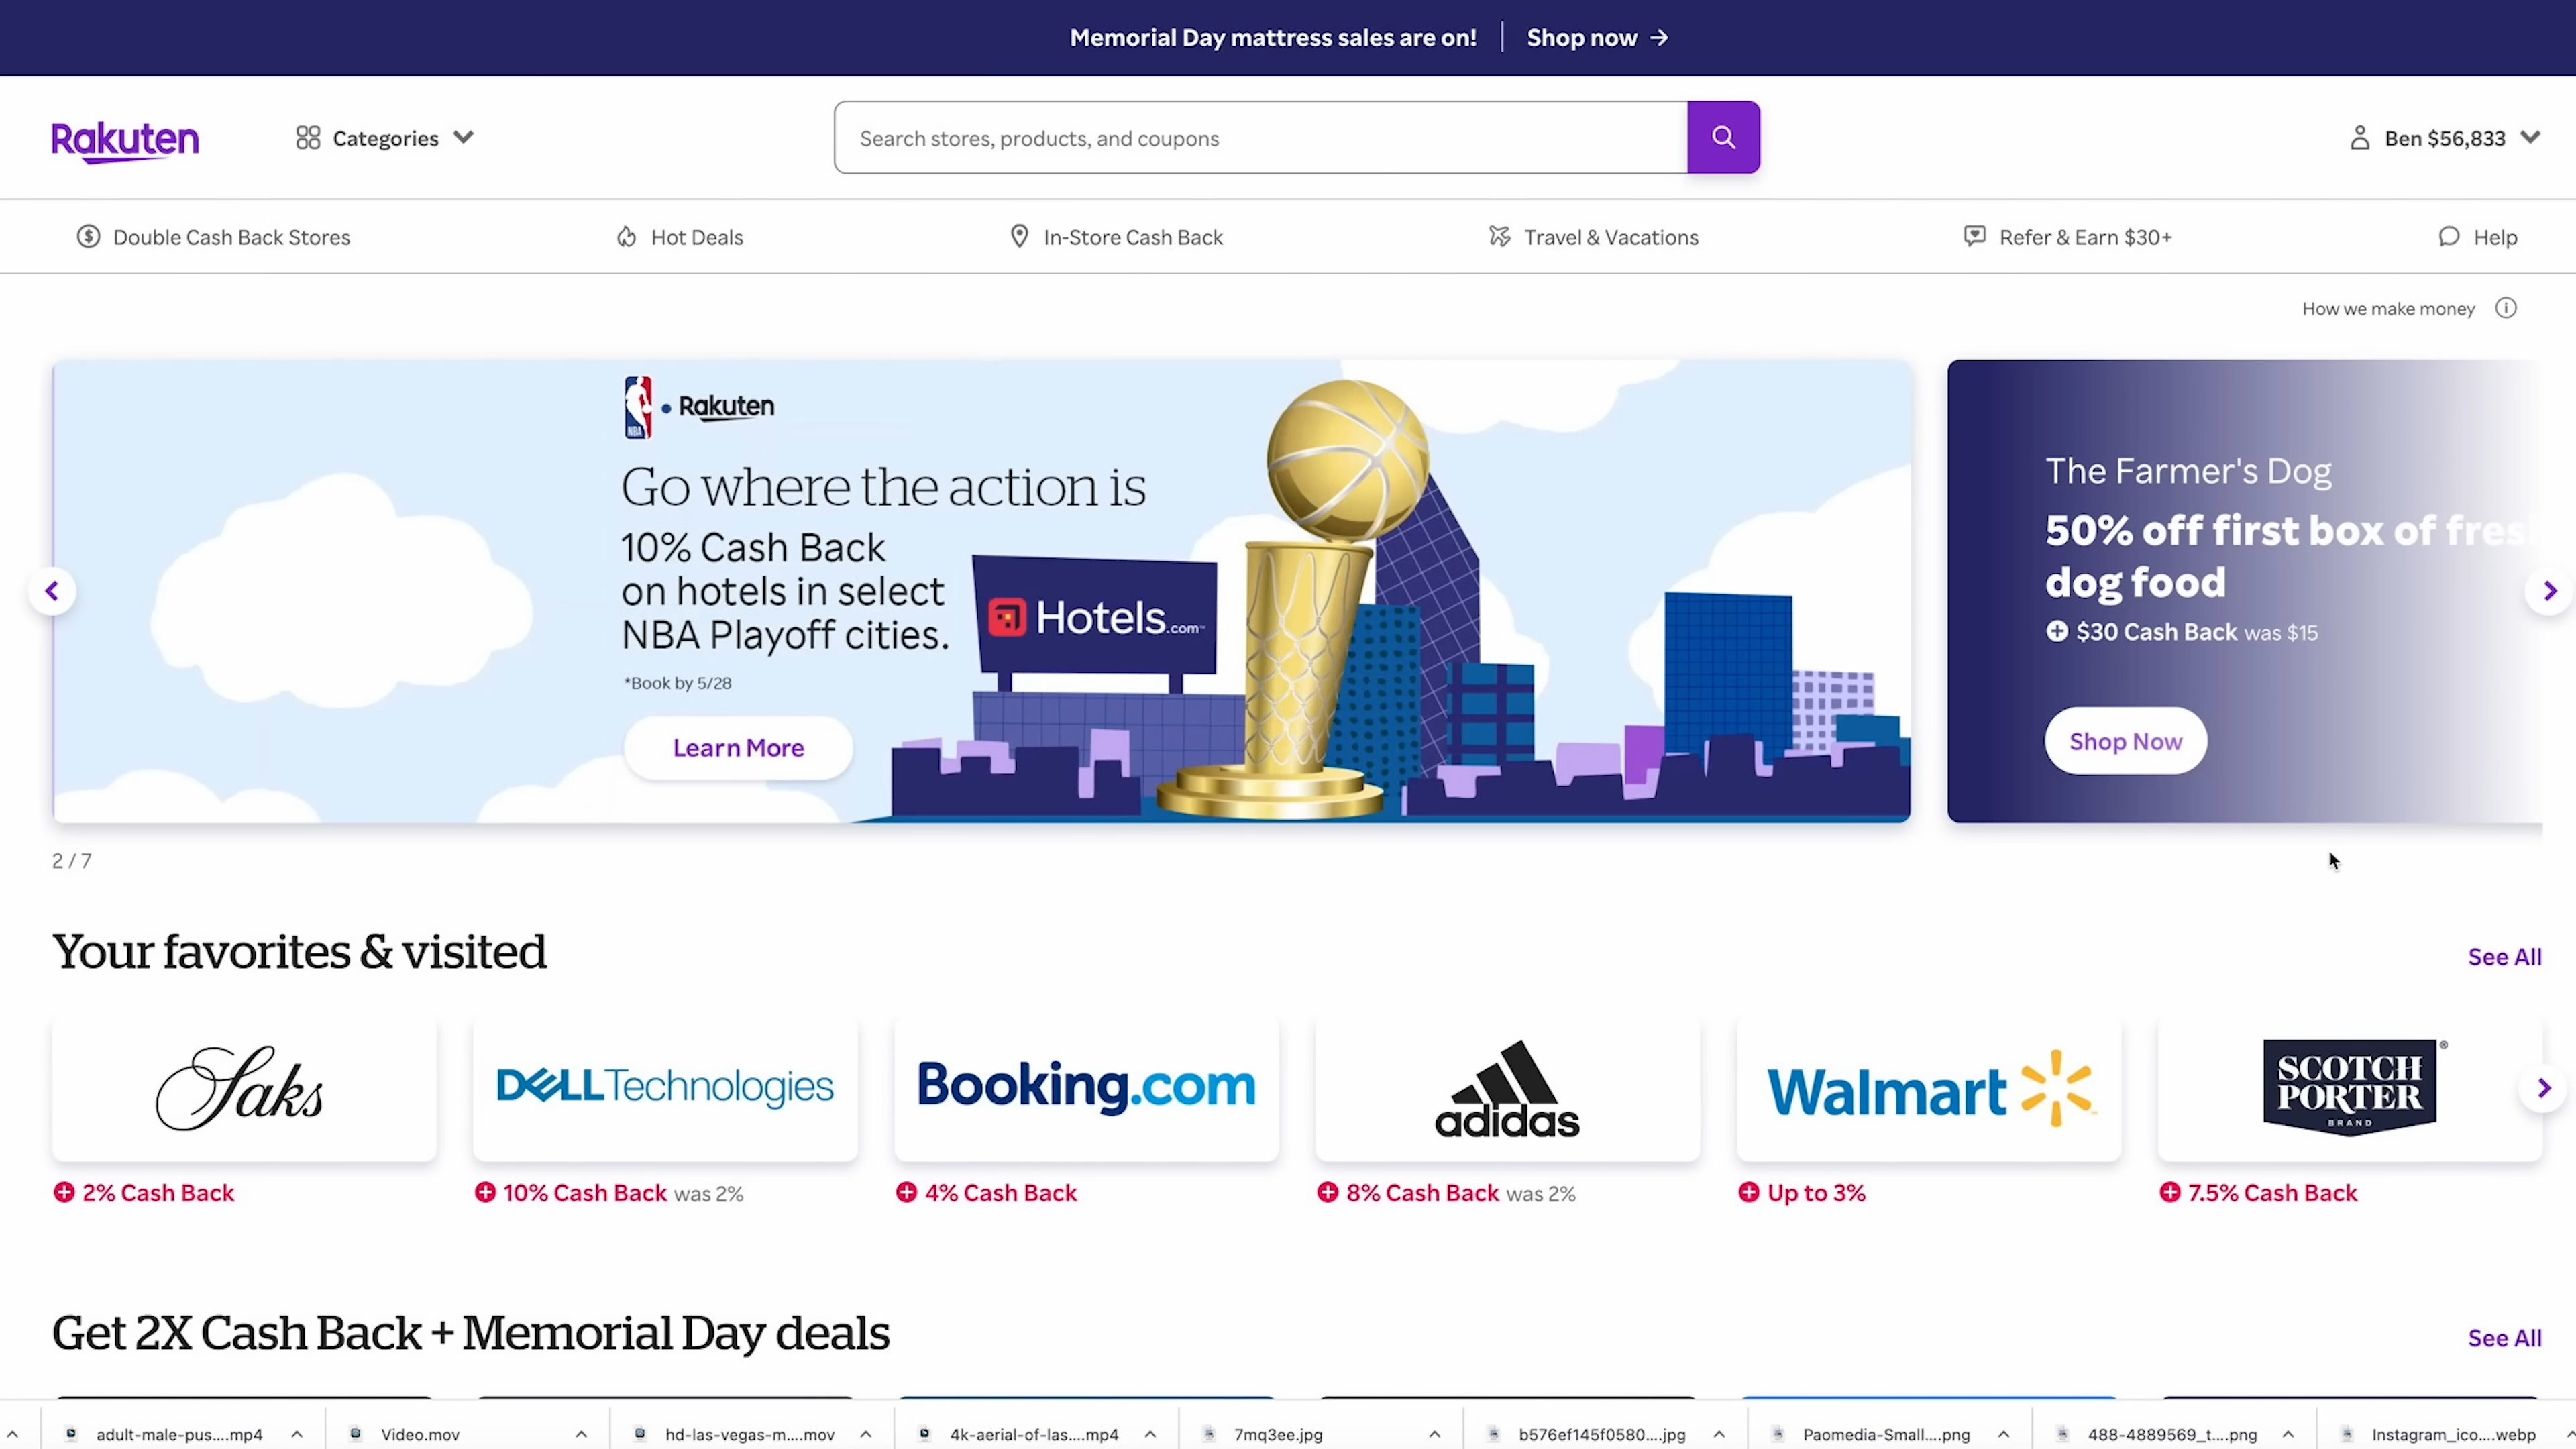 Memorial Day mattress sales are on! Shop now →
Rakuten
Categories
Search stores, products, and coupons
Ben $56,833
Double Cash Back Stores
Hot Deals
In-Store Cash Back
Travel & Vacations
Refer & Earn $30+
Help
How we make money
NBA
Rakuten
Go where the action is
10% Cash Back
on hotels in select
NBA Playoff cities.
*Book by 5/28
Learn More
Hotels.com
The Farmer's Dog
50% off first box of fres
dog food
$30 Cash Back was $15
Shop Now
2 / 7
Your favorites & visited
See All
Saks
DELL Technologies
Booking.com
adidas
Walmart
SCOTCH
PORTER
BRAND
2% Cash Back
10% Cash Back was 2%
4% Cash Back
8% Cash Back was 2%
Up to 3%
7.5% Cash Back
Get 2X Cash Back + Memorial Day deals
See All
adult-male-pus....mp4
Video.mov
hd-las-vegas-m....mov
4k-aerial-of-las....mp4
7mq3ee.jpg
b576ef145f0580....jpg
Paomedia-Small....png
488-4889569_t....png
Instagram_ico....webp